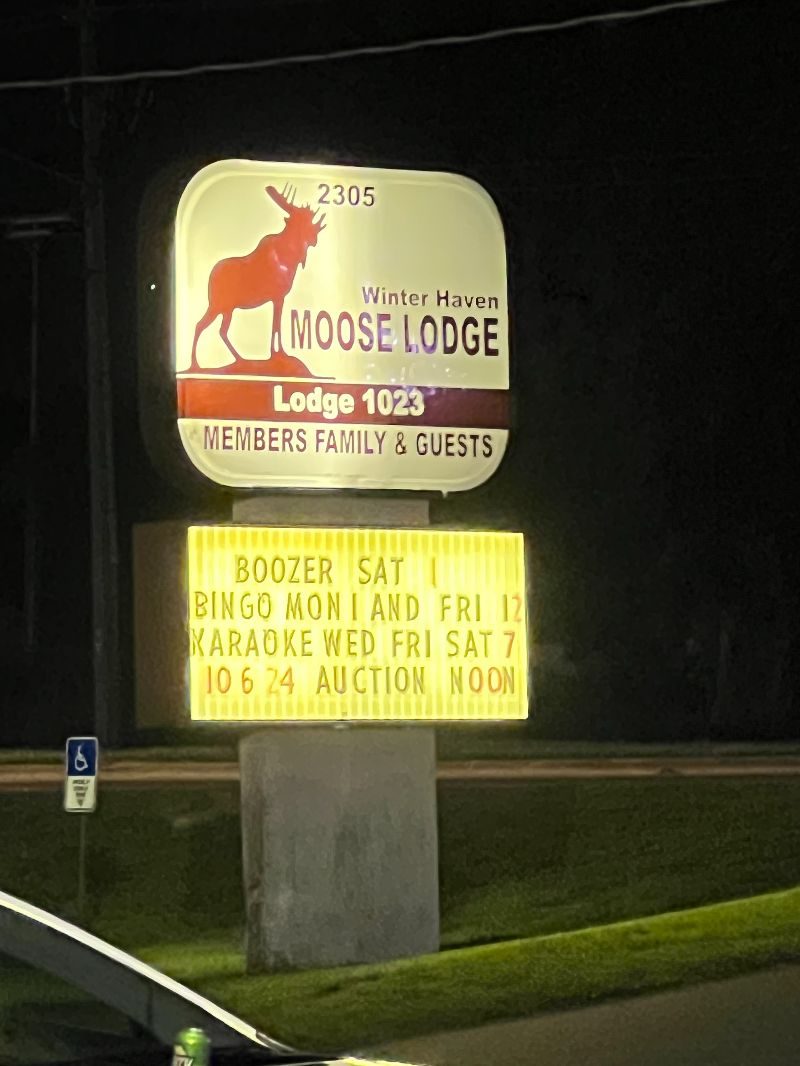 2305
Winter Haven
MOOSE LODGE
Lodge 1023
MEMBERS FAMILY & GUESTS
BOOZER SAT 1
BINGO MON 1 AND FRI 12
KARAOKE WED FRI SAT 7
10 6 24 AUCTION NOON